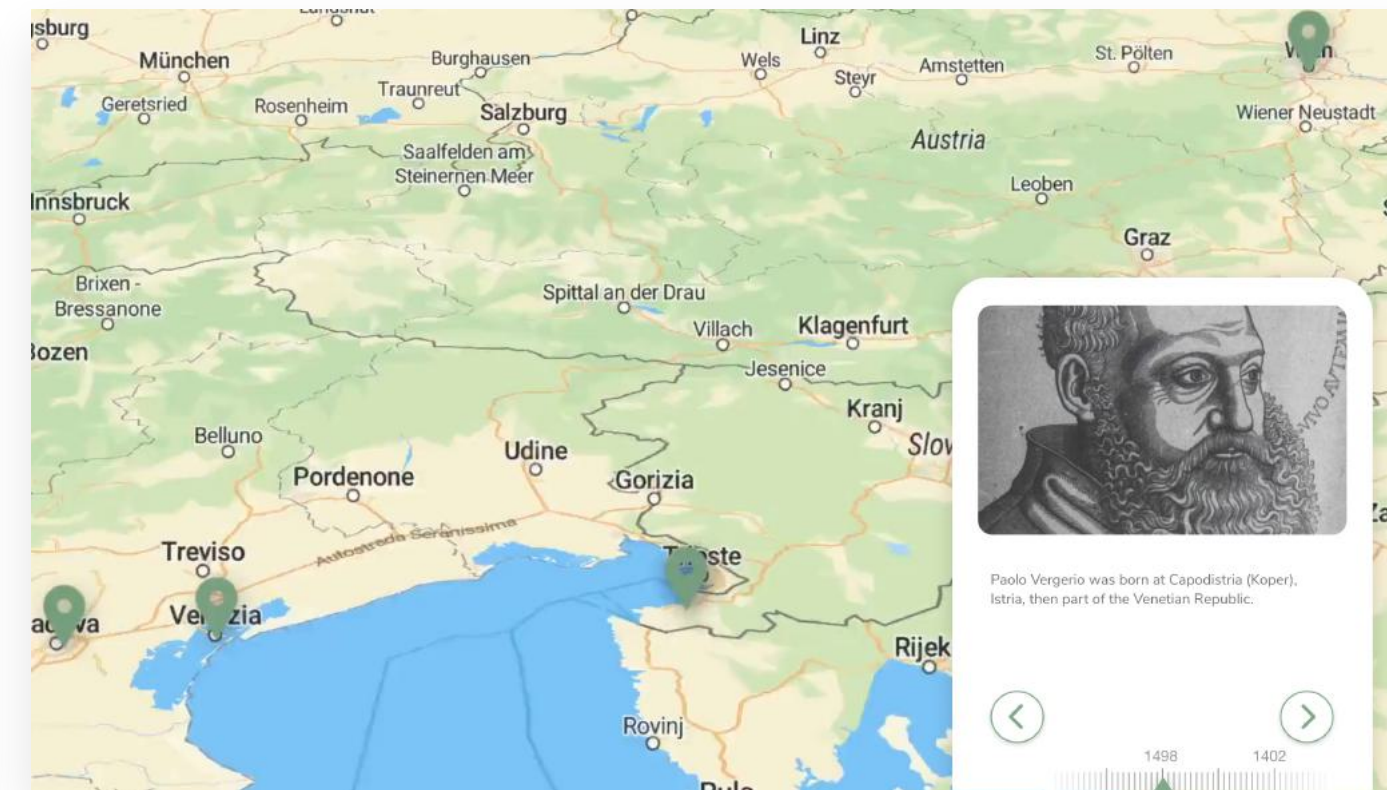 München
Burghausen
Linz
Wels
Steyr
Amstetten
St. Pölten
Geretsried
Rosenheim
Traunreut
Salzburg
Wiener Neustadt
Austria
Saalfelden am
Steinernen Meer
Leoben
Innsbruck
Graz
Brixen -
Bressanone
Spittal an der Drau
Villach
Klagenfurt
Bozen
Jesenice
Kranj
Belluno
Udine
Pordenone
Gorizia
Autostrada Serenissima
Treviso
Rovinj
Paolo Vergerio was born at Capodistria (Koper),
Istria, then part of the Venetian Republic.
1498
1402